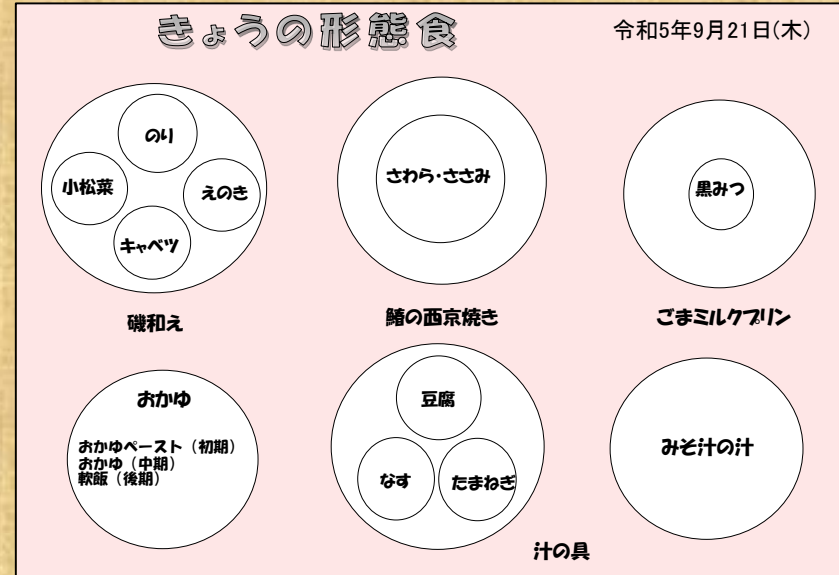 きょうの形態食
令和5年9月21日(木)
のり
小松菜
えのき
キャベツ
磯和え
さわら・ささみ
鰆の西京焼き
黒みつ
ごまミルクプリン
おかゆ
おかゆペースト（初期）
おかゆ（中期）
軟飯（後期）
豆腐
なす
たまねぎ
汁の具
みそ汁の汁